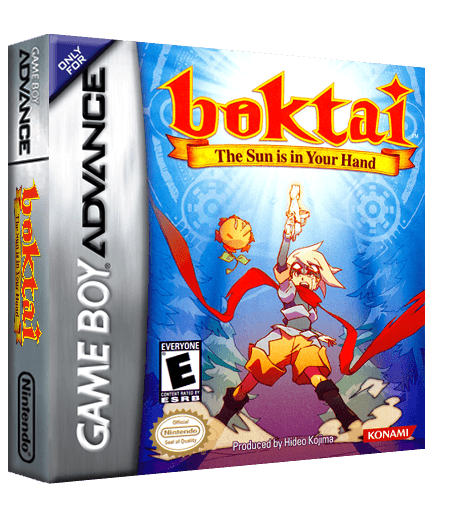 GAME BOY
ADVANCE
boktai
The Sun is in Your Hand
Nintendo®
ONLY
FOR
GAME BOY ADVANCE
boktai
TM
The Sun is in Your Hand
EVERYONE
E
CONTENT RATED BY
ESRB
Official
Nintendo
Seal of Quality
Produced by Hideo Kojima
KONAMI